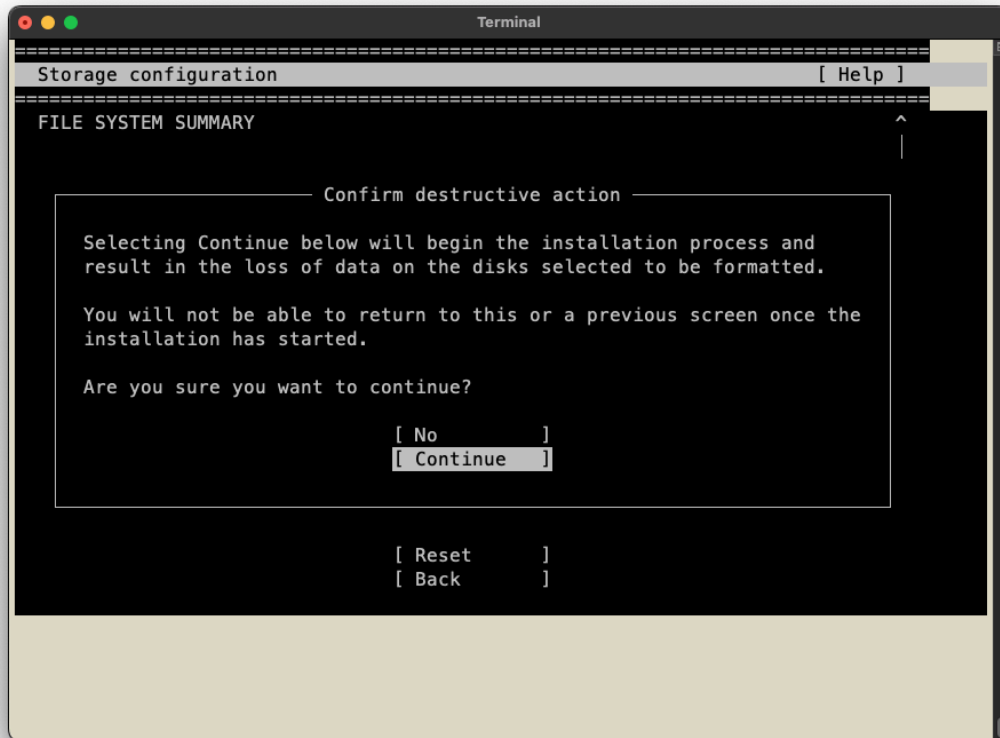 Terminal
================================================================================
Storage configuration [ Help ]
================================================================================
FILE SYSTEM SUMMARY ^
Confirm destructive action
Selecting Continue below will begin the installation process and
result in the loss of data on the disks selected to be formatted.
You will not be able to return to this or a previous screen once the
installation has started.
Are you sure you want to continue?
[ No ]
[ Continue ]
[ Reset ]
[ Back ]